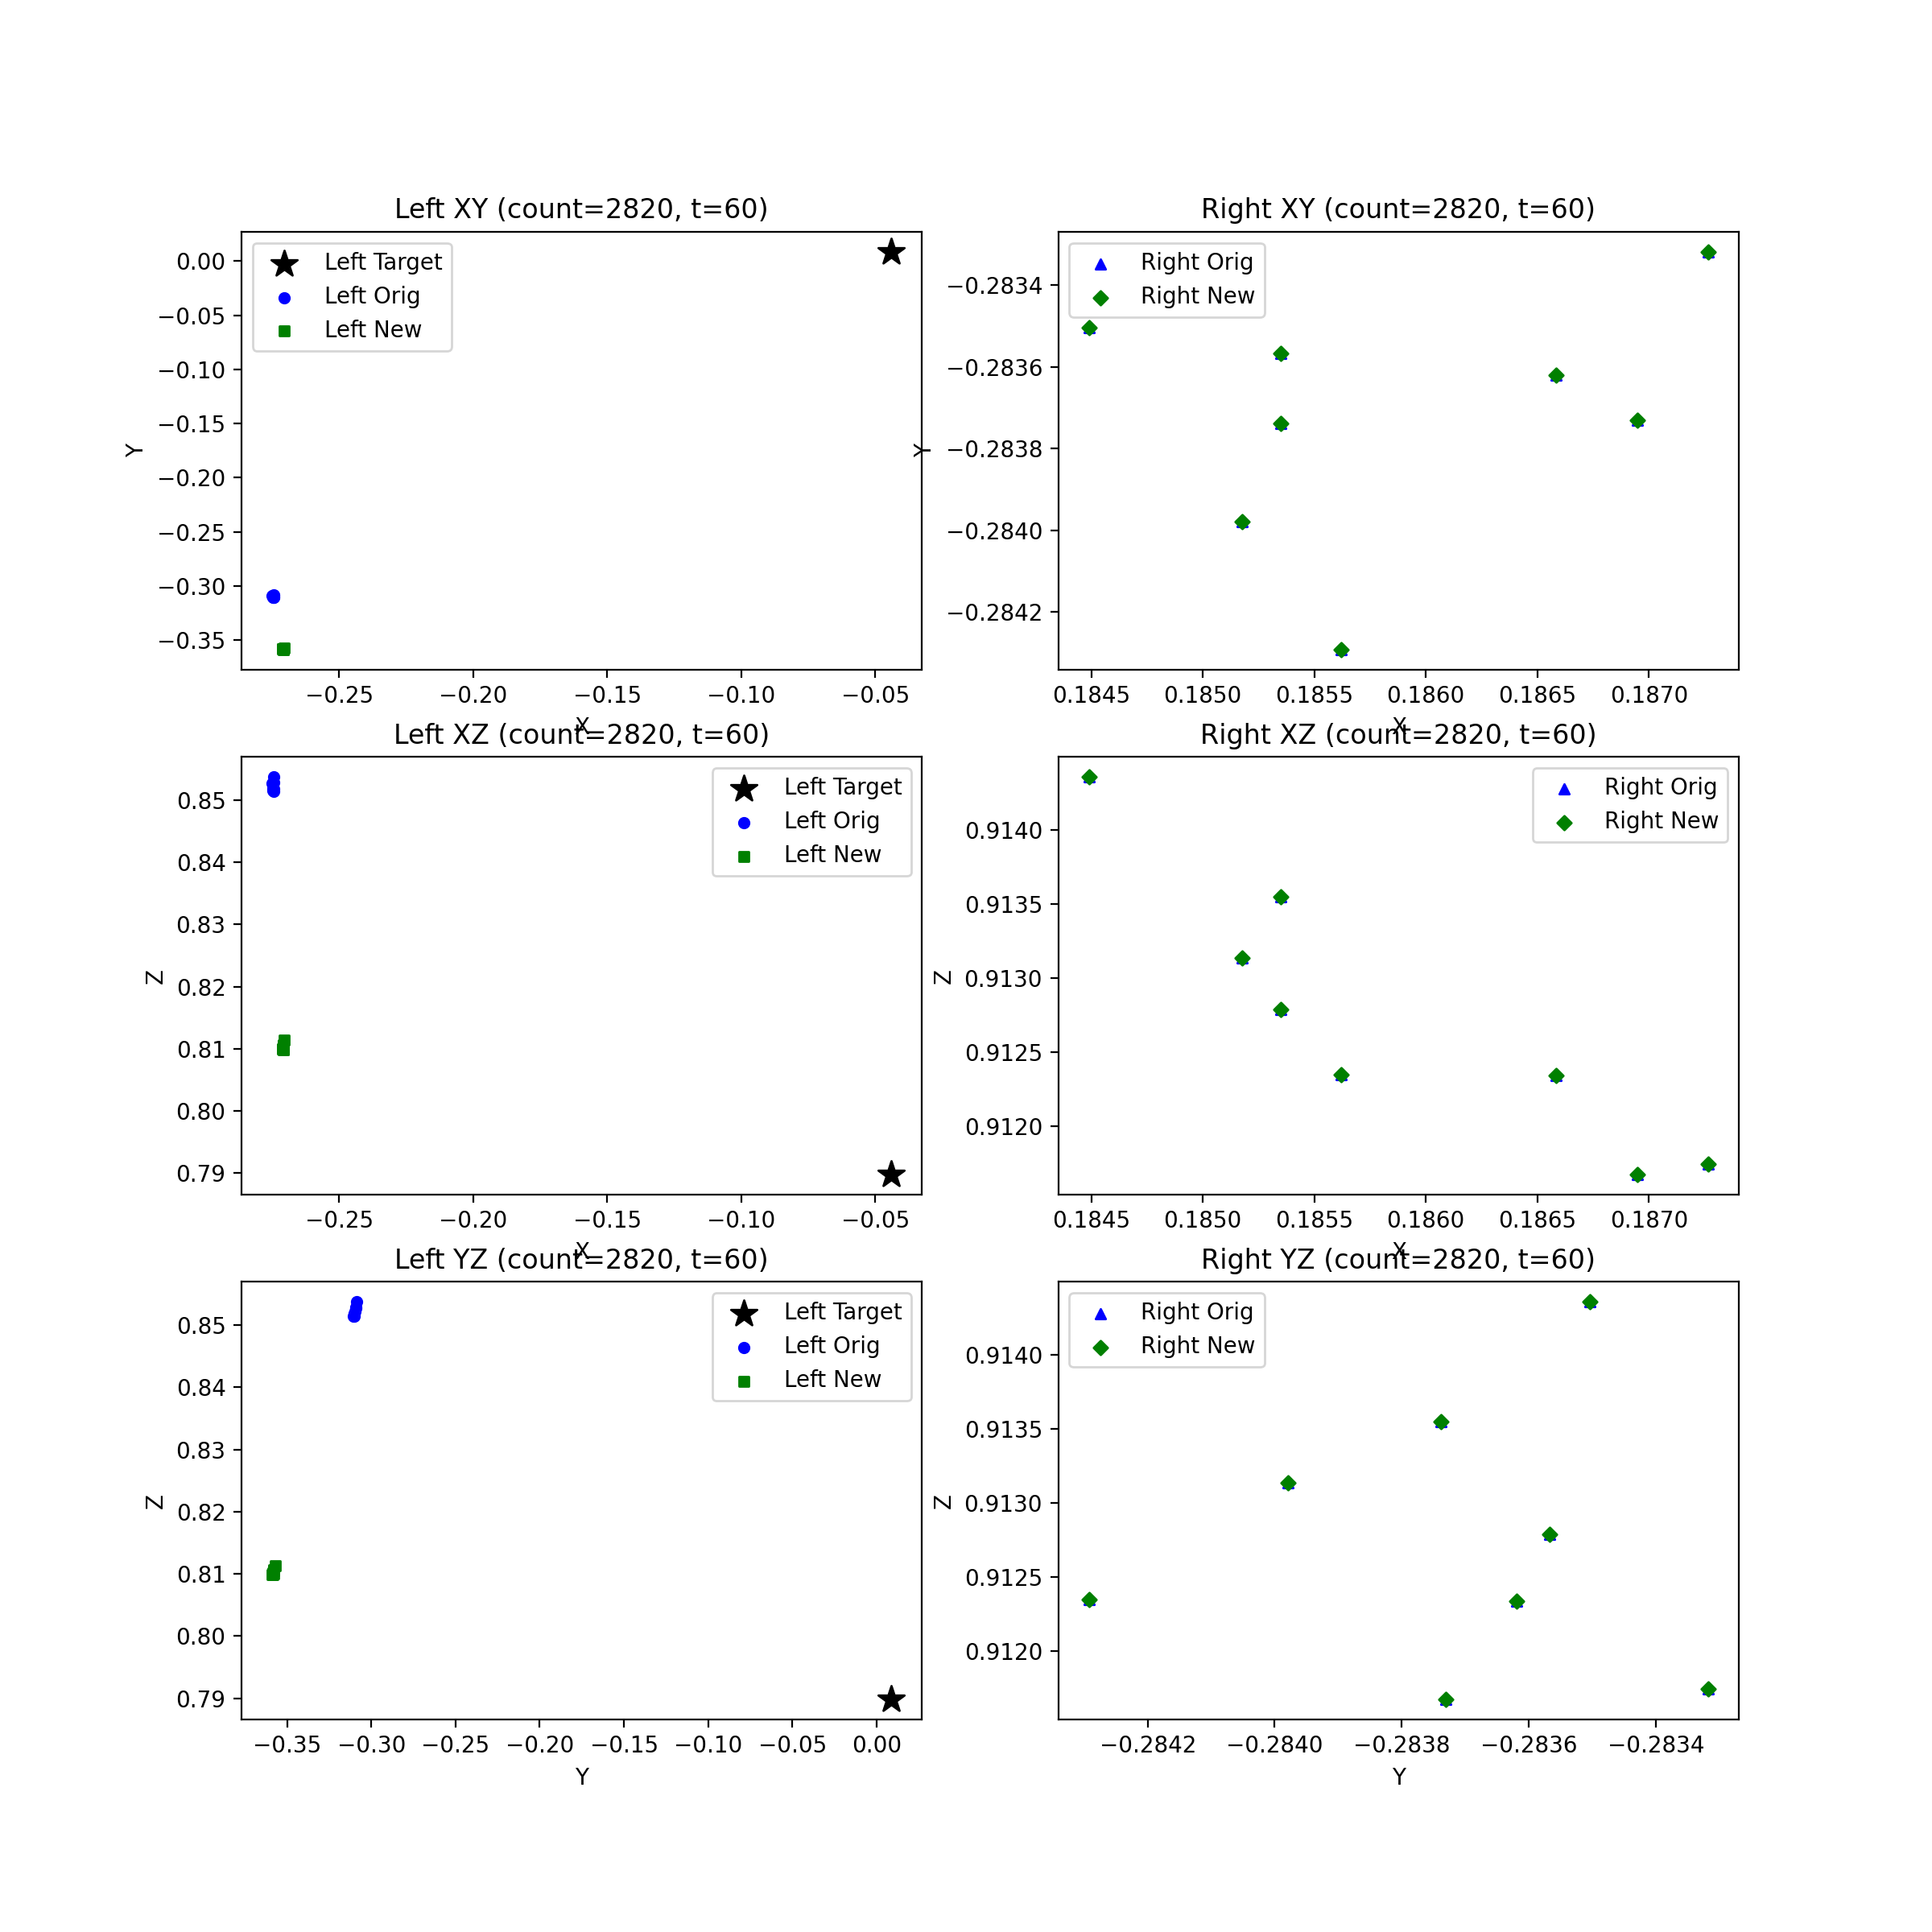 Left XY (count=2820, t=60)
Left Target
Left Orig
Left New
0.00
−0.05
−0.10
−0.15
−0.20
−0.25
−0.30
−0.35
Y
−0.25
−0.20
−0.15
−0.10
−0.05
X
Right XY (count=2820, t=60)
Right Orig
Right New
−0.2834
−0.2836
−0.2838
−0.2840
−0.2842
Y
0.1845
0.1850
0.1855
0.1860
0.1865
0.1870
X
Left XZ (count=2820, t=60)
Left Target
Left Orig
Left New
0.85
0.84
0.83
0.82
0.81
0.80
0.79
Z
−0.25
−0.20
−0.15
−0.10
−0.05
X
Right XZ (count=2820, t=60)
Right Orig
Right New
0.9140
0.9135
0.9130
0.9125
0.9120
Z
0.1845
0.1850
0.1855
0.1860
0.1865
0.1870
X
Left YZ (count=2820, t=60)
Left Target
Left Orig
Left New
0.85
0.84
0.83
0.82
0.81
0.80
0.79
Z
−0.35
−0.30
−0.25
−0.20
−0.15
−0.10
−0.05
0.00
Y
Right YZ (count=2820, t=60)
Right Orig
Right New
0.9140
0.9135
0.9130
0.9125
0.9120
Z
−0.2842
−0.2840
−0.2838
−0.2836
−0.2834
Y